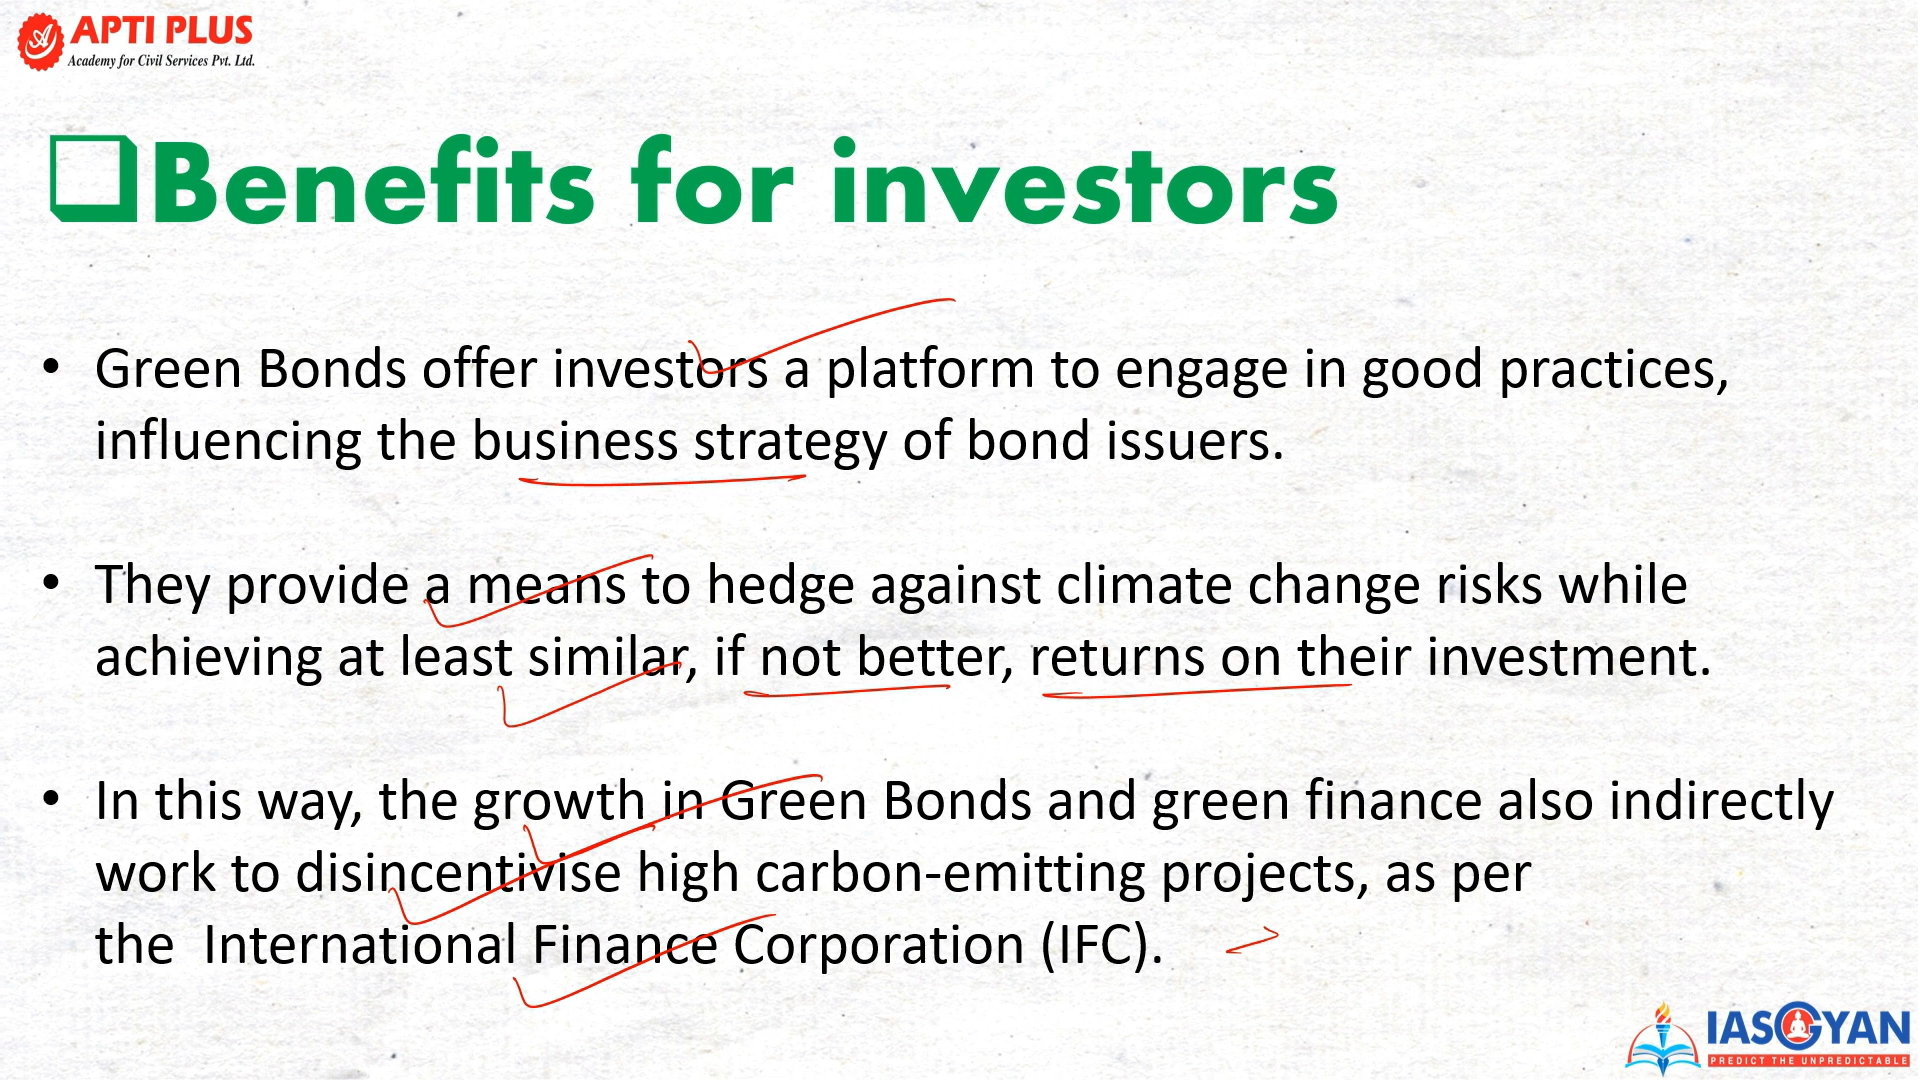 APTI PLUS
Academy for Civil Services Pvt. Ltd.
Benefits for investors
• Green Bonds offer investors a platform to engage in good practices,
influencing the business strategy of bond issuers.
• They provide a means to hedge against climate change risks while
achieving at least similar, if not better, returns on their investment.
• In this way, the growth in Green Bonds and green finance also indirectly
work to disincentivise high carbon-emitting projects, as per
the  International Finance Corporation (IFC).
IASGYAN
PREDICT THE UNPREDICTABLE